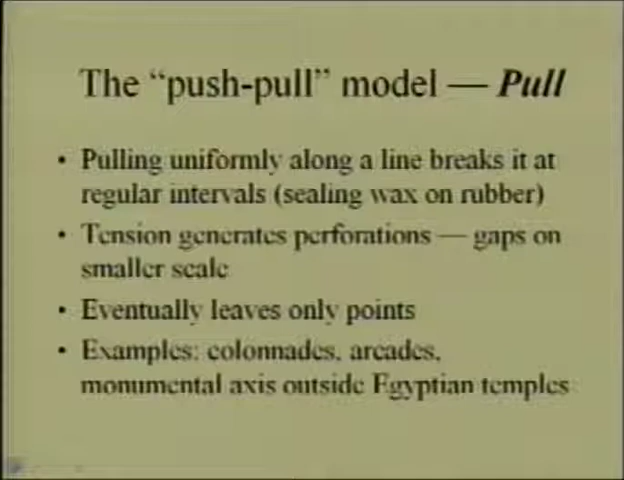 The “push-pull” model — Pull
• Pulling uniformly along a line breaks it at
regular intervals (sealing wax on rubber)
• Tension generates perforations — gaps on
smaller scale
• Eventually leaves only points
• Examples: colonnades, arcades,
monumental axis outside Egyptian temples